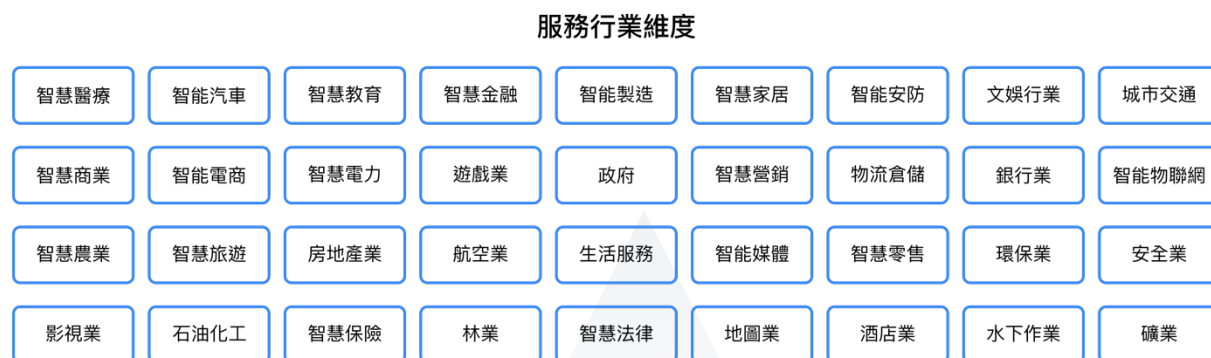 服務行業維度
智慧醫療 智能汽車 智慧教育 智慧金融 智能製造 智慧家居 智能安防 文娛行業 城市交通
智慧商業 智能電商 智慧電力 遊戲業 政府 智慧營銷 物流倉儲 銀行業 智能物聯網
智慧農業 智慧旅遊 房地產業 航空業 生活服務 智能媒體 智慧零售 環保業 安全業
影視業 石油化工 智慧保險 林業 智慧法律 地圖業 酒店業 水下作業 礦業